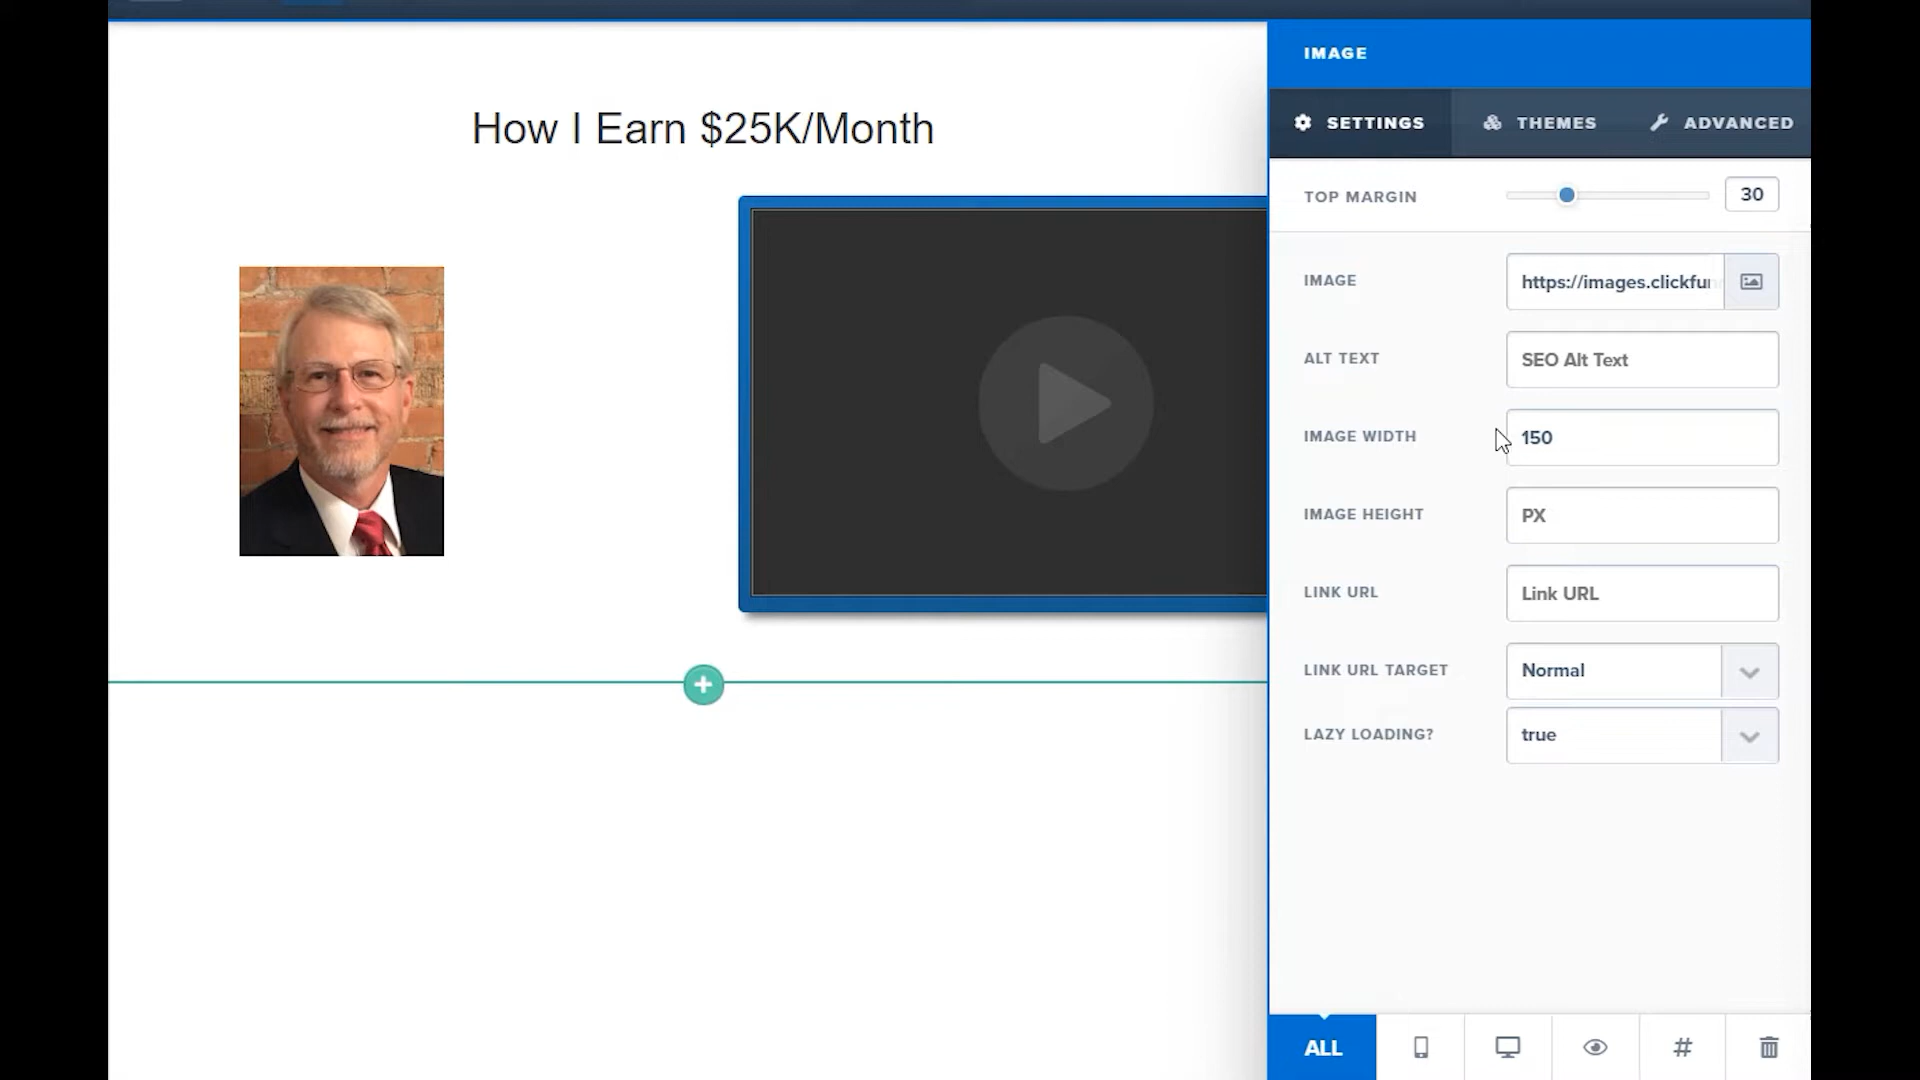 IMAGE
SETTINGS
THEMES
ADVANCED
How I Earn $25K/Month
TOP MARGIN
30
IMAGE
https://images.clickfun
ALT TEXT
SEO Alt Text
IMAGE WIDTH
150
IMAGE HEIGHT
PX
LINK URL
Link URL
LINK URL TARGET
Normal
LAZY LOADING?
true
ALL
#